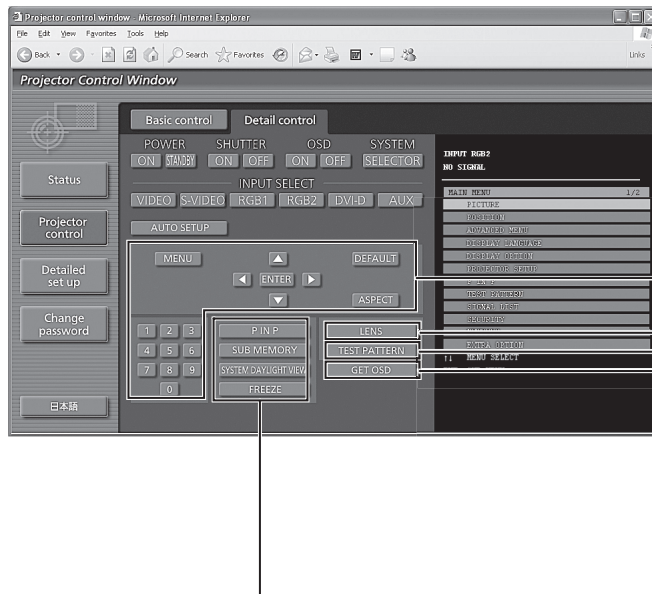 Projector control window - Microsoft Internet Explorer
File Edit View Favorites Tools Help
Back Search Favorites Links
Projector Control Window
Basic control Detail control
POWER SHUTTER OSD SYSTEM
ON STANDBY ON OFF ON OFF SELECTOR
INPUT SELECT
VIDEO S-VIDEO RGB1 RGB2 DVI-D AUX
AUTO SETUP
MENU DEFAULT
ENTER
ASPECT
1 2 3 P IN P LENS
4 5 6 SUB MEMORY TEST PATTERN
7 8 9 SYSTEM DAYLIGHT VIEW GET OSD
0 FREEZE
Status
Projector
control
Detailed
set up
Change
password
日本語
INPUT RGB2
NO SIGNAL
MAIN MENU 1/2
PICTURE
POSITION
ADVANCED MENU
DISPLAY LANGUAGE
DISPLAY OPTION
PROJECTOR SETUP
P IN P
TEST PATTERN
SIGNAL LIST
SECURITY
EXTRA OPTION
↑↓ MENU SELECT